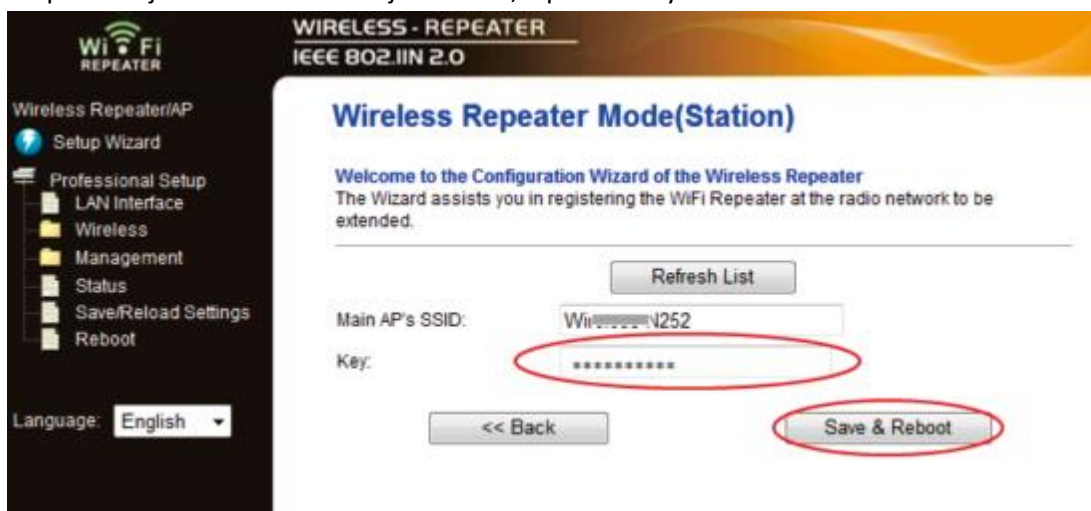 Wi Fi
REPEATER
WIRELESS - REPEATER
IEEE 802.11N 2.0
Wireless Repeater/AP
Setup Wizard
Professional Setup
LAN Interface
Wireless
Management
Status
Save/Reload Settings
Reboot
Language: English
Wireless Repeater Mode(Station)
Welcome to the Configuration Wizard of the Wireless Repeater
The Wizard assists you in registering the WiFi Repeater at the radio network to be
extended.
Refresh List
Main AP's SSID:
N252
Key: **********
<< Back
Save & Reboot